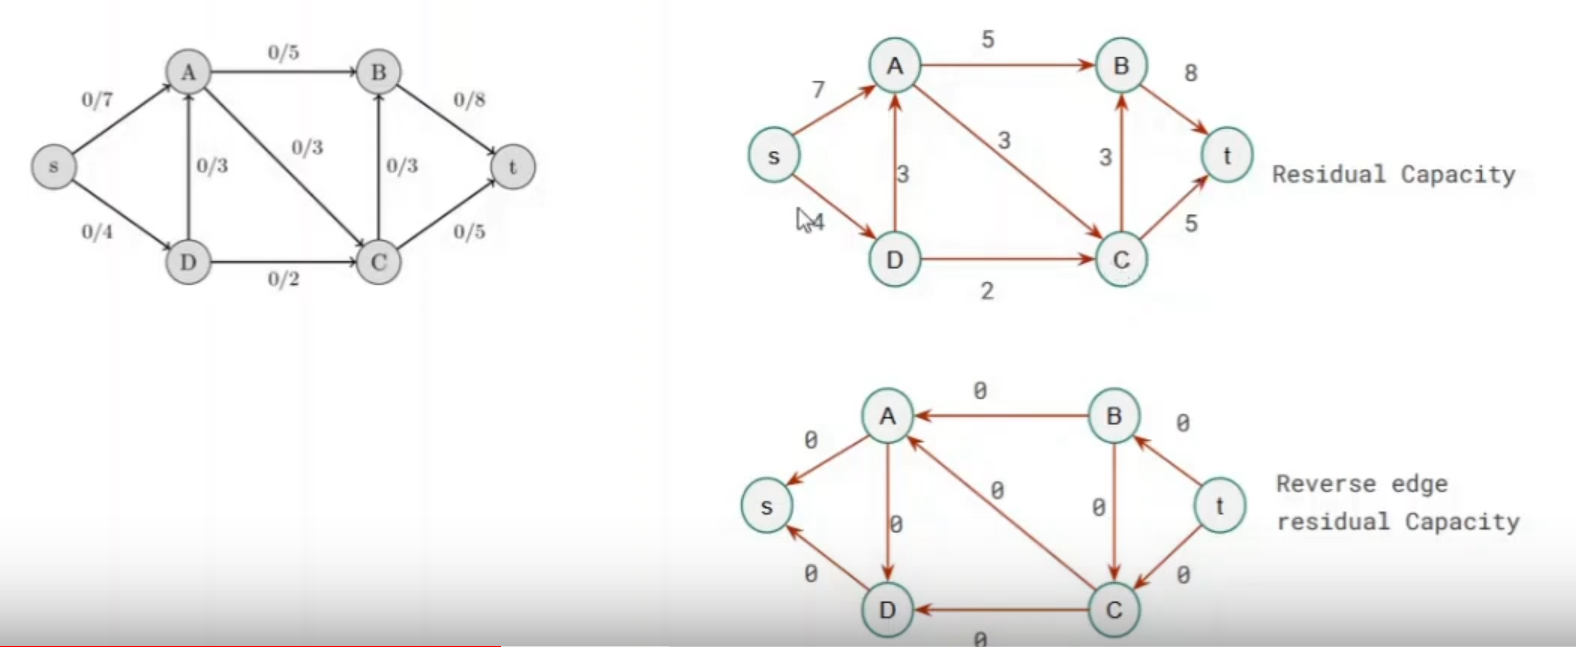 0/5
A
B
0/7
0/8
0/3
s
0/3
0/3
t
0/4
0/5
D
C
0/2
5
A
B
8
7
3
s
3
3
t
Residual Capacity
4
5
D
C
2
0
A
B
0
0
0
Reverse edge
s
0
0
t
residual Capacity
0
0
D
C
0